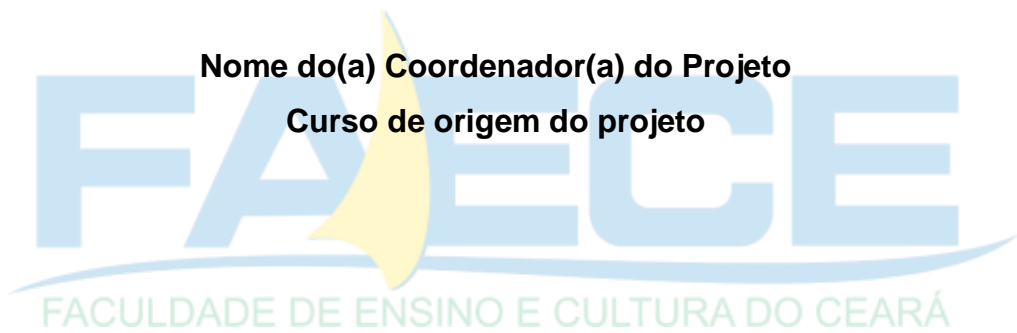 Nome do(a) Coordenador(a) do Projeto
Curso de origem do projeto
FAECE
FACULDADE DE ENSINO E CULTURA DO CEARÁ